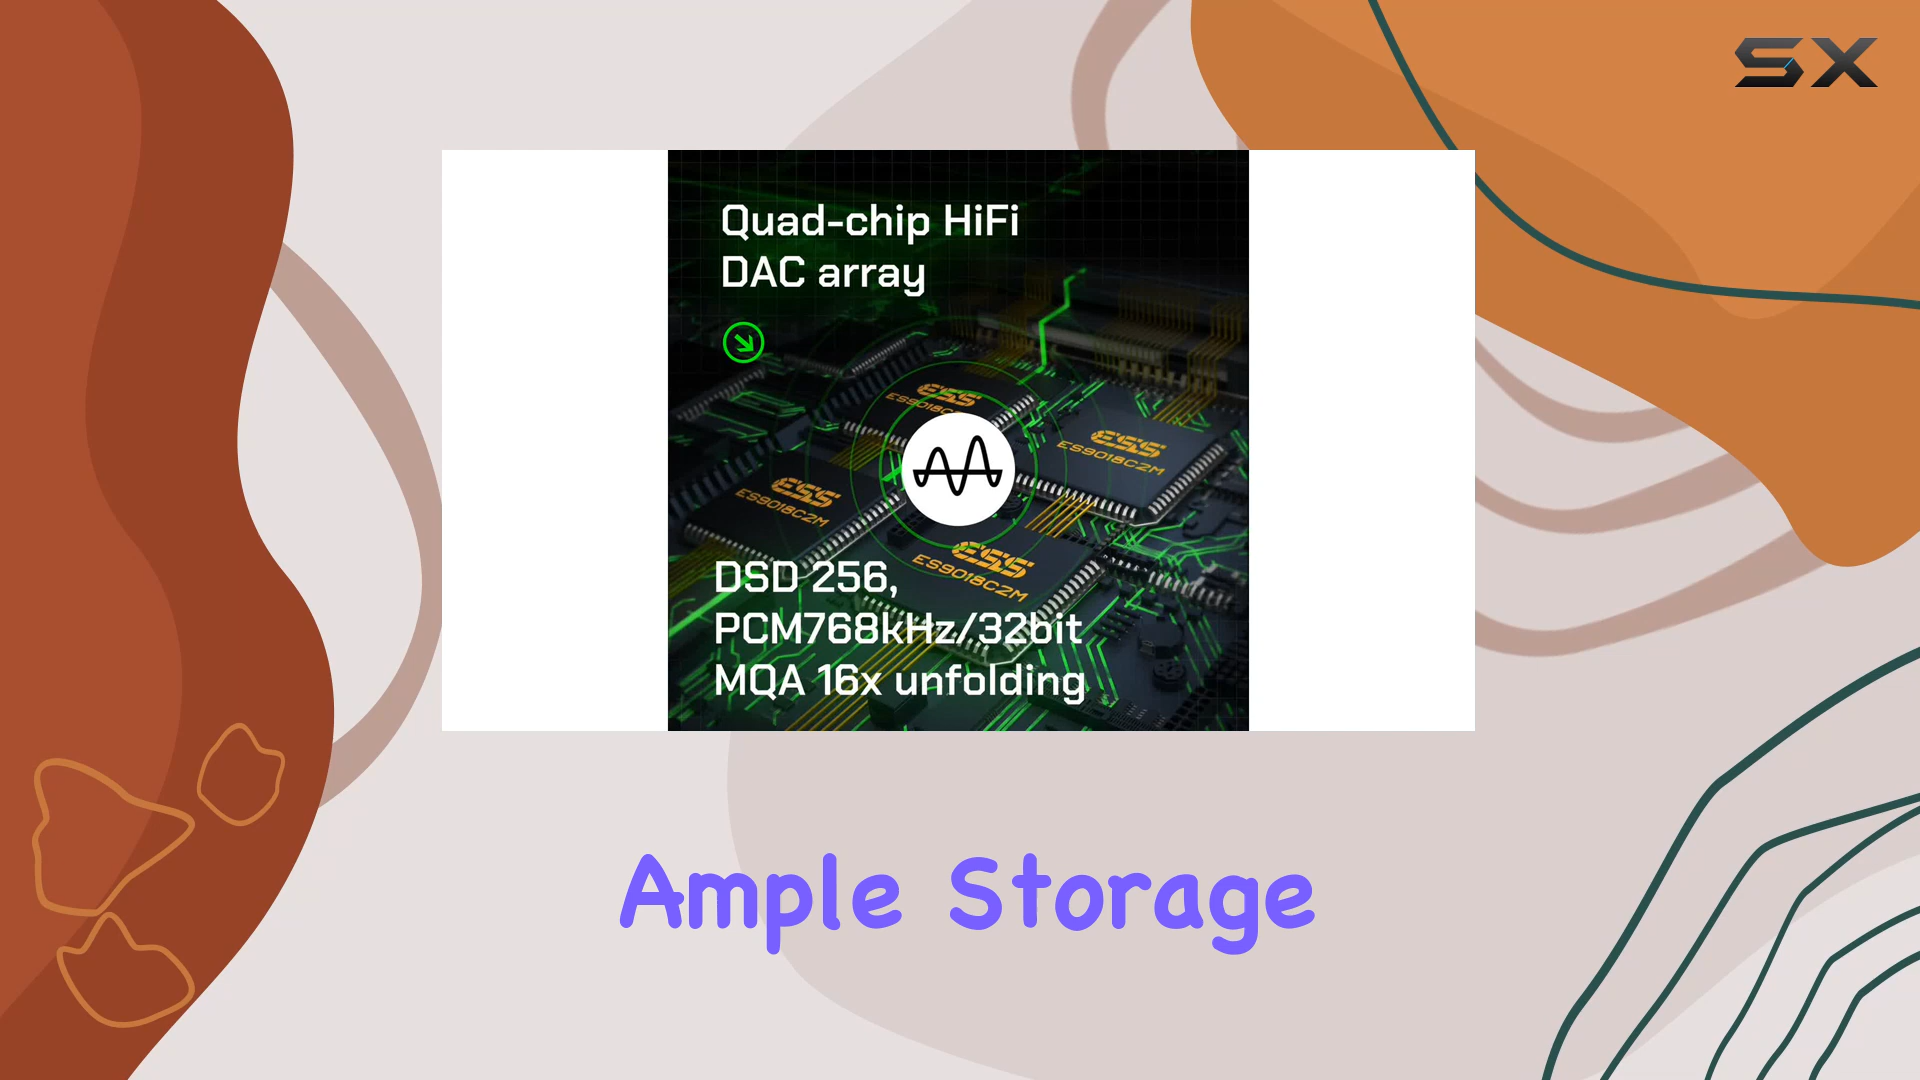 SX
Quad-chip HiFi
DAC array
ESS
ES9018C
ESS
ES9018C2M
ESS
ES9018C2M
ESS
ES9018C2M
DSD 256,
PCM768kHz/32bit
MQA 16x unfolding
Ample Storage